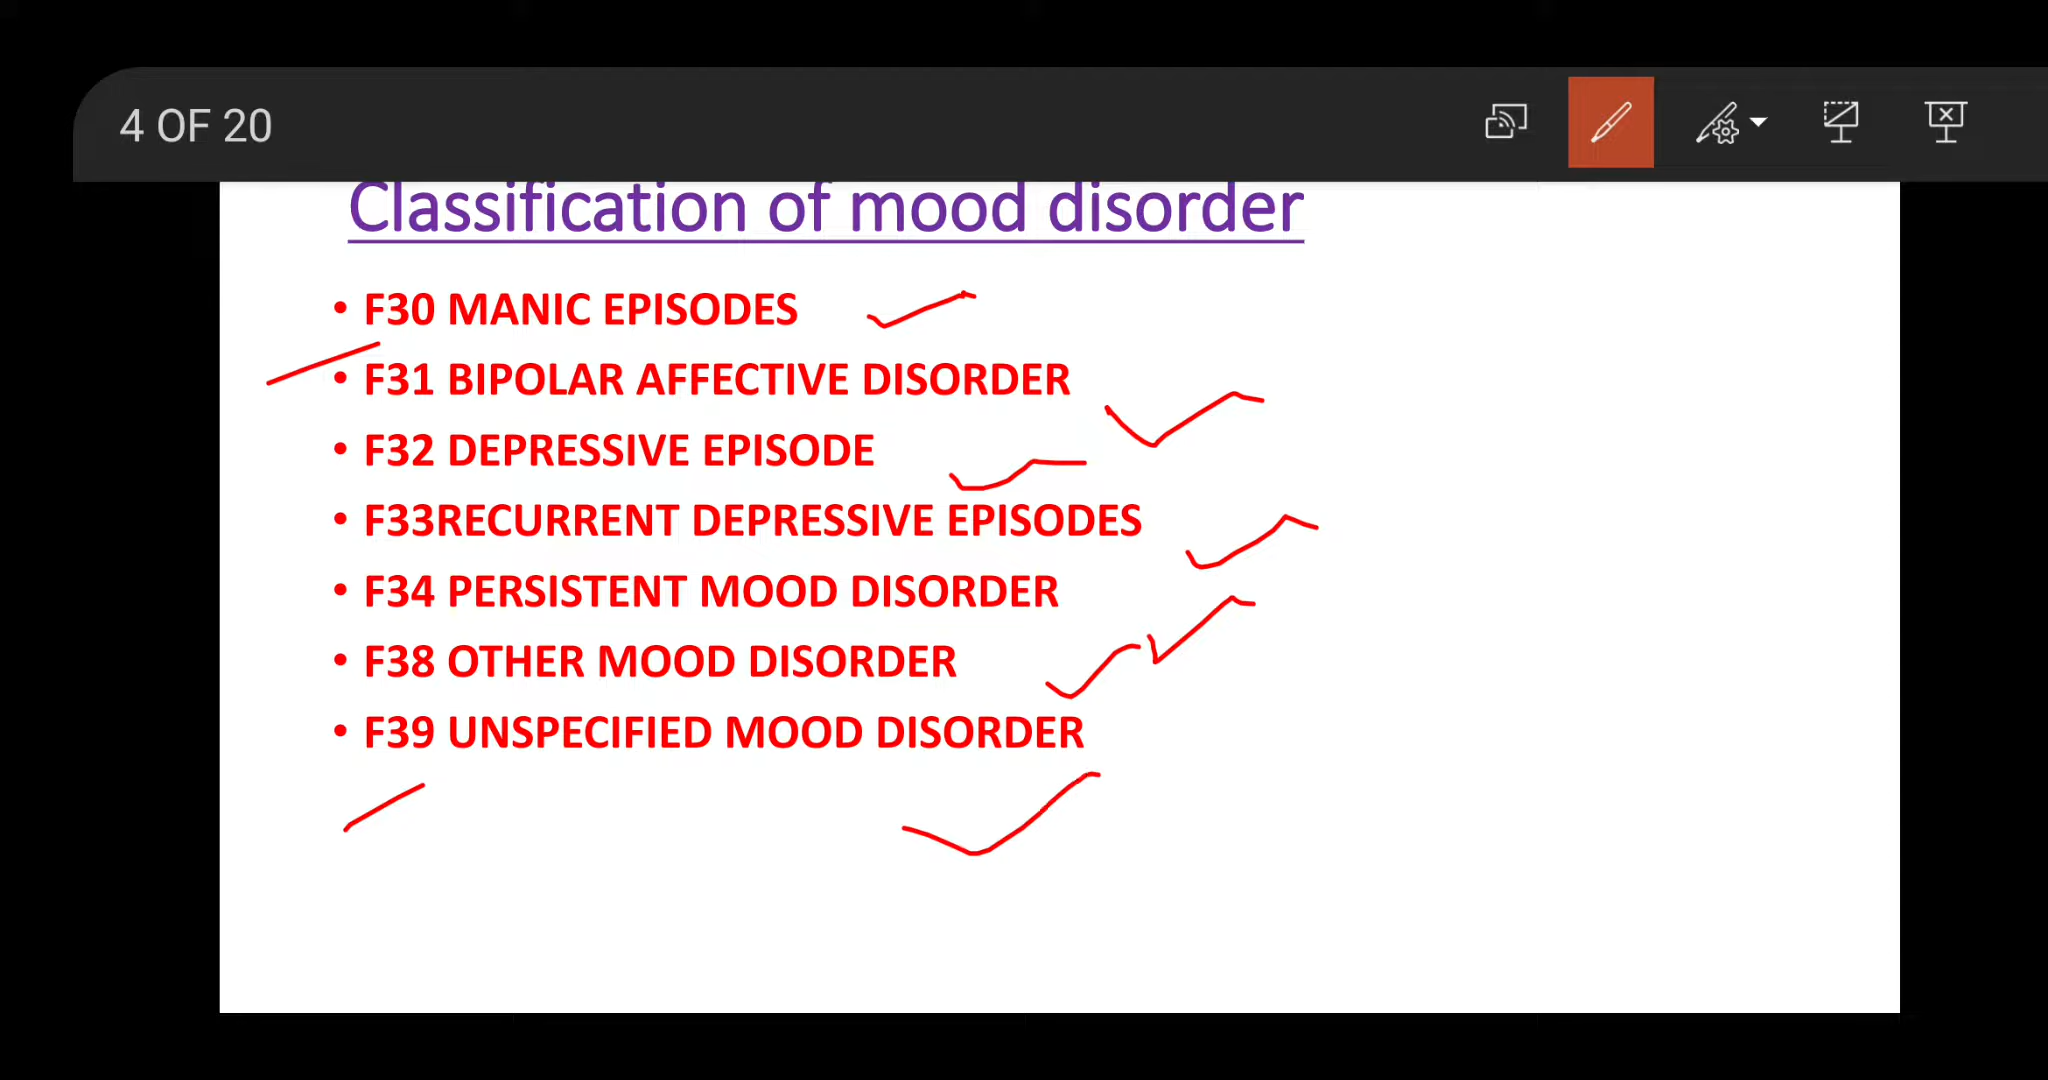 4 OF 20
Classification of mood disorder
• F30 MANIC EPISODES
• F31 BIPOLAR AFFECTIVE DISORDER
• F32 DEPRESSIVE EPISODE
• F33RECURRENT DEPRESSIVE EPISODES
• F34 PERSISTENT MOOD DISORDER
• F38 OTHER MOOD DISORDER
• F39 UNSPECIFIED MOOD DISORDER